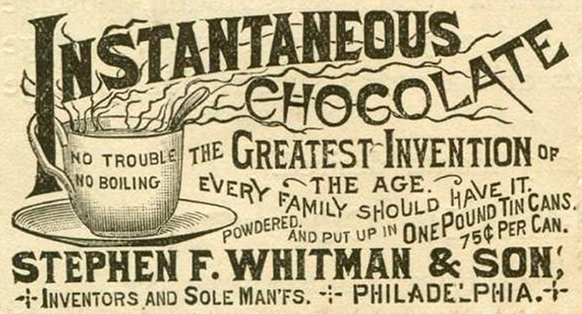 INSTANTANEOUS
CHOCOLATE
NO TROUBLE
NO BOILING
THE GREATEST INVENTION OF
THE AGE.
EVERY FAMILY SHOULD HAVE IT.
POWDERED, AND PUT UP IN ONE POUND TIN CANS.
75¢ PER CAN.
STEPHEN F. WHITMAN & SON,
INVENTORS AND SOLE MAN'FS. PHILADELPHIA.